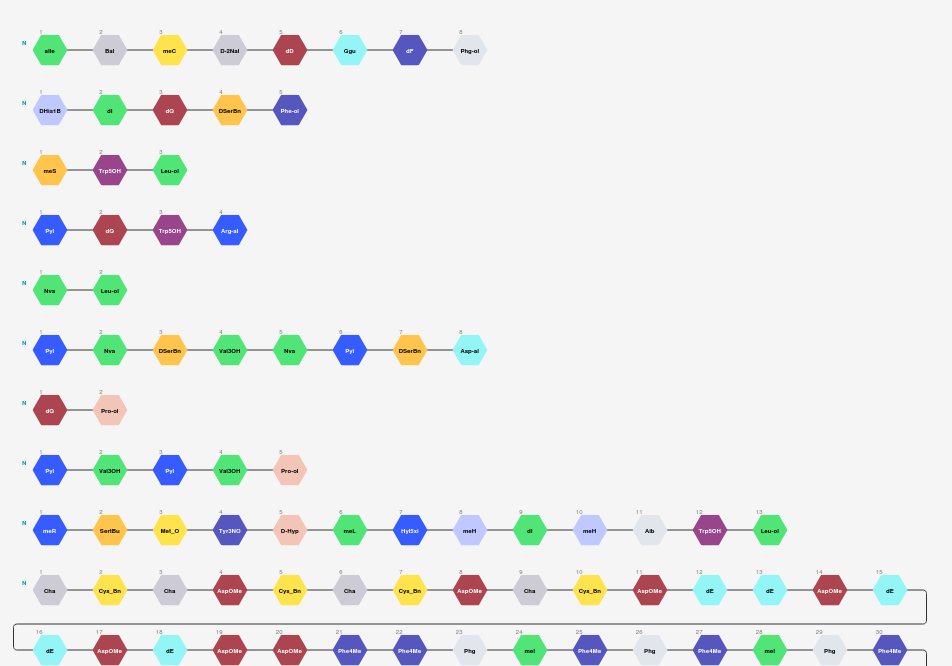 1 2 3 4 5 6 7 8
N aIle Bal meC D-2Nal dD Ggu dF Phg-ol
1 2 3 4 5
N DHis1B dI dG DSerBn Phe-ol
1 2 3
N meS Trp5OH Leu-ol
1 2 3 4
N Pyl dG Trp5OH Arg-al
1 2
N Nva Leu-ol
1 2 3 4 5 6 7 8
N Pyl Nva DSerBn Val3OH Nva Pyl DSerBn Asp-al
1 2
N Pro-ol
1 2 3 4 5
N Pyl Val3OH Pyl Val3OH Pro-ol
1 2 3 4 5 6 7 8 9 10 11 12 13
N meR SertBu Met_O Tyr3NO D-Hyp meL Hyl5xi meH dI meH Aib Trp5OH Leu-ol
1 2 3 4 5 6 7 8 9 10 11 12 13 14 15
N Cha Cys_Bn Cha AspOMe Cys_Bn Cha Cys_Bn AspOMe Cha Cys_Bn AspOMe dE dE AspOMe dE
16 17 18 19 20 21 22 23 24 25 26 27 28 29 30
dE AspOMe dE AspOMe AspOMe Phe4Me Phe4Me Phg meI Phe4Me Phg Phe4Me meI Phg Phe4Me